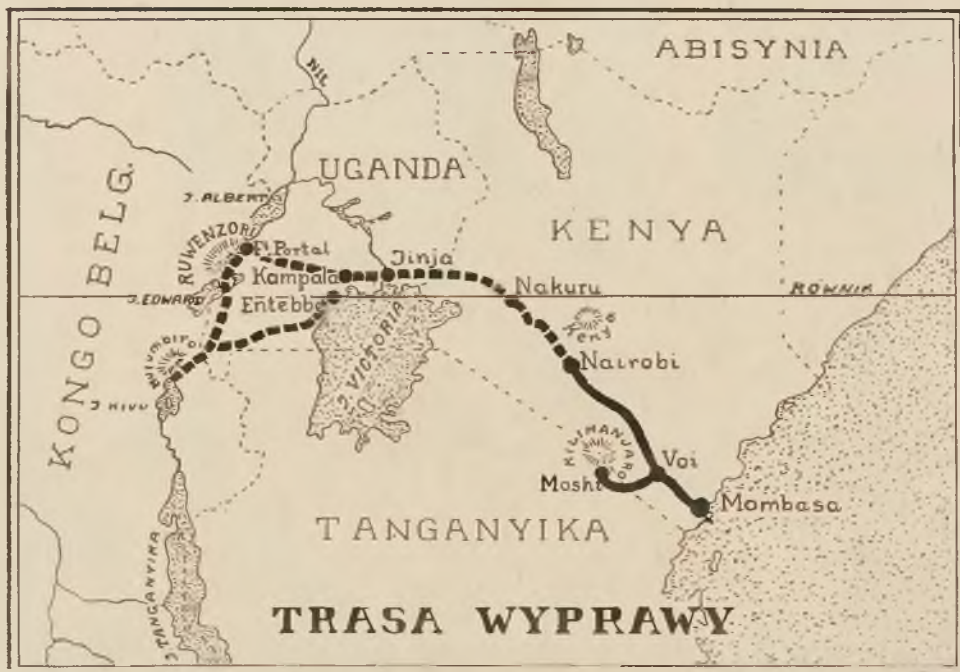 ABISYNIA
NIL
UGANDA
J. ALBERT
KENYA
KONGO BELG.
RUWENZORI
Ft. Portal
Jinja
Kampala
Nakuru
RÓWNIK
J. EDWARD
Entebbe
Keny
J. VICTORIA
Nairobi
J. KIVU
KILIMANJARO
Voi
Moshi
Mombasa
TANGANYIKA
J. TANGANYIKA
TRASA WYPRAWY